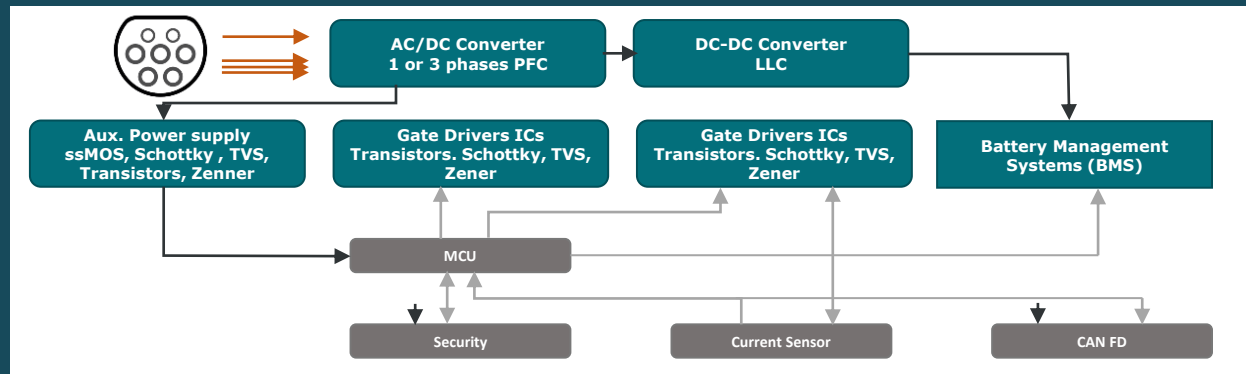 AC/DC Converter
1 or 3 phases PFC
DC-DC Converter
LLC
Aux. Power supply
ssMOS, Schottky , TVS,
Transistors, Zenner
Gate Drivers ICs
Transistors. Schottky, TVS,
Zener
Gate Drivers ICs
Transistors. Schottky, TVS,
Zener
Battery Management
Systems (BMS)
MCU
Security
Current Sensor
CAN FD